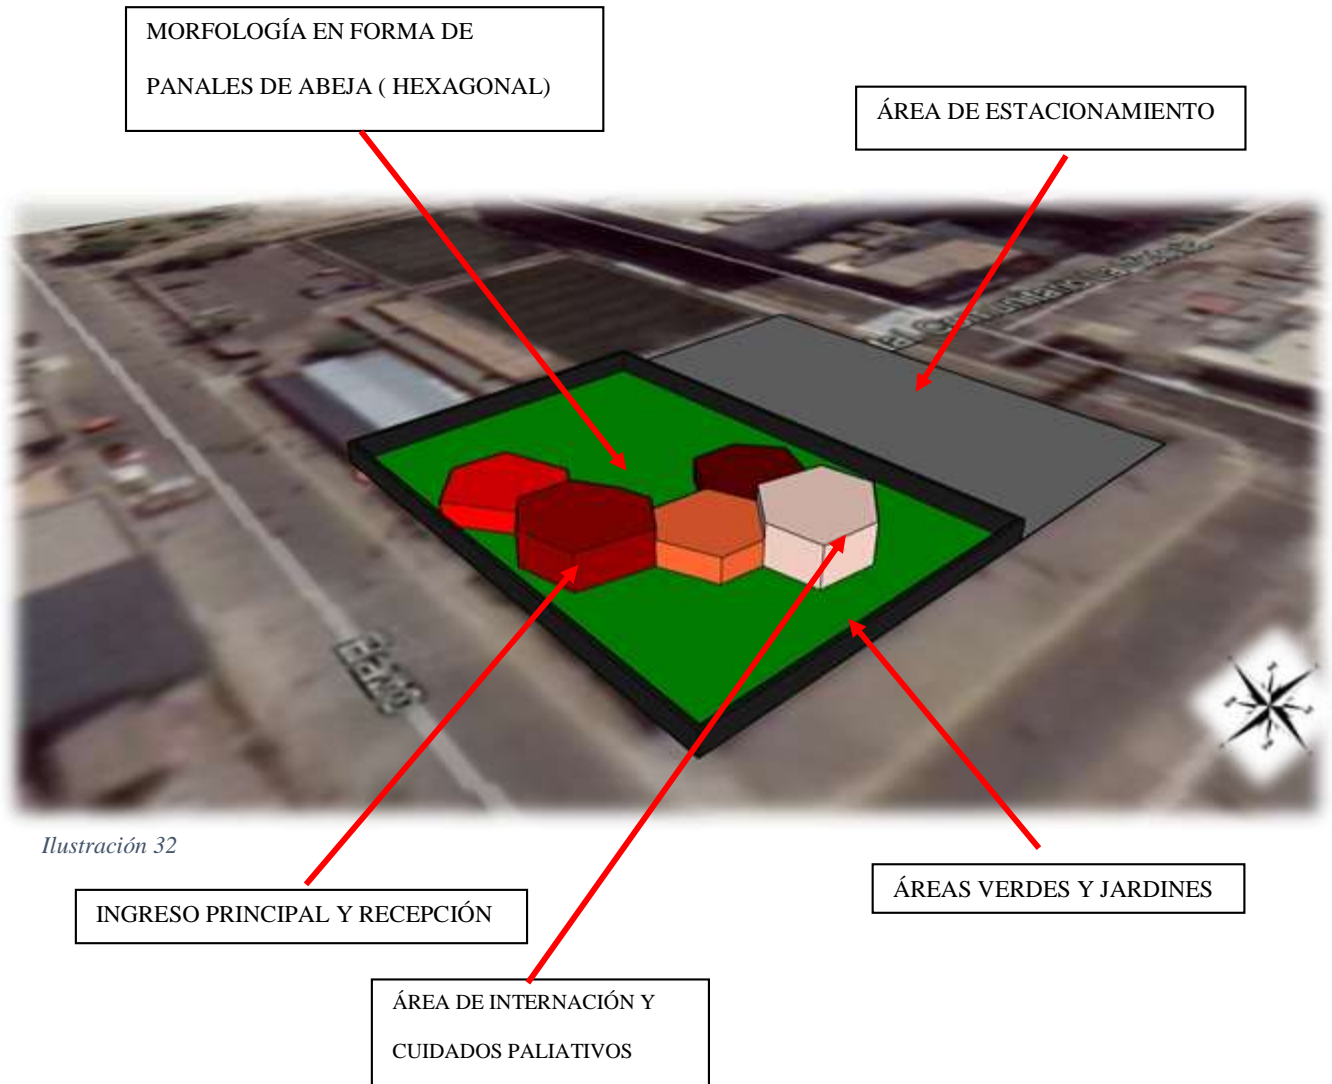 MORFOLOGÍA EN FORMA DE
PANALES DE ABEJA ( HEXAGONAL)
ÁREA DE ESTACIONAMIENTO
Ilustración 32
INGRESO PRINCIPAL Y RECEPCIÓN
ÁREAS VERDES Y JARDINES
ÁREA DE INTERNACIÓN Y
CUIDADOS PALIATIVOS